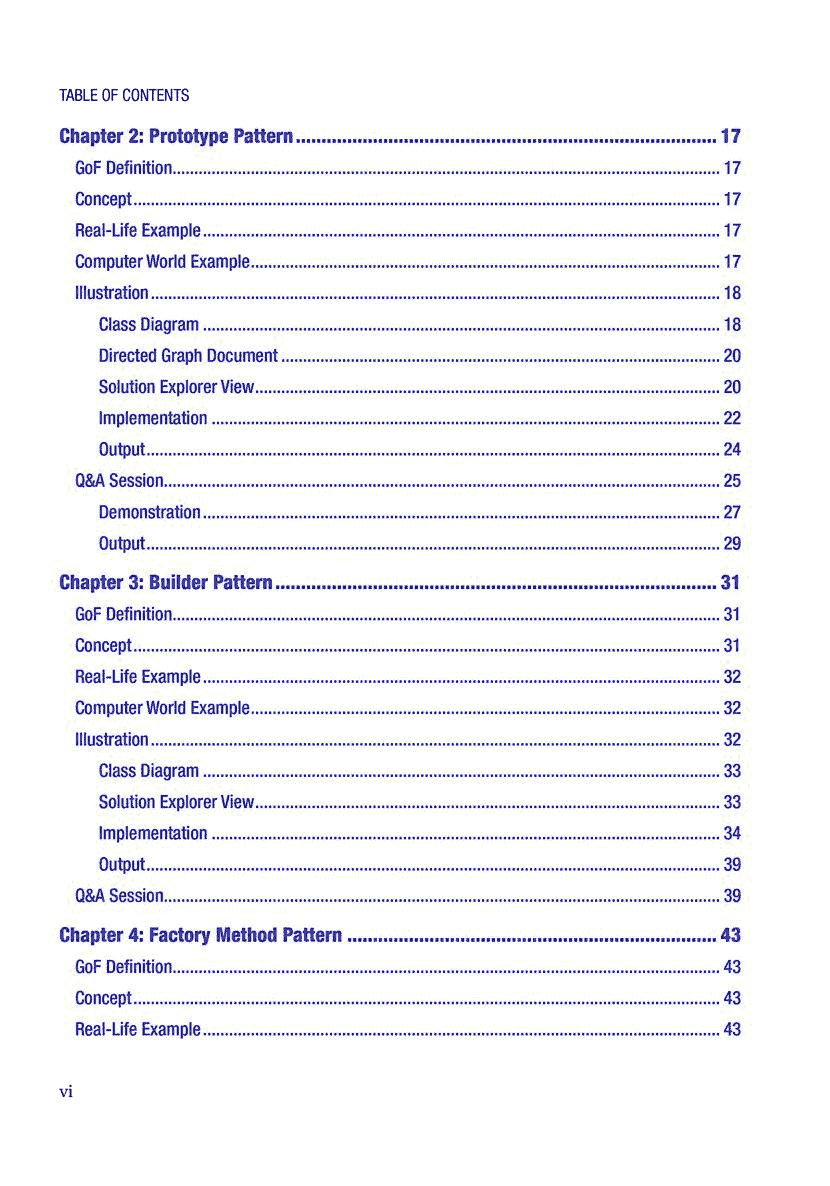 TABLE OF CONTENTS
Chapter 2: Prototype Pattern ........ 17
GoF Definition ........ 17
Concept ........ 17
Real-Life Example ........ 17
Computer World Example ........ 17
Illustration ........ 18
Class Diagram ........ 18
Directed Graph Document ........ 20
Solution Explorer View ........ 20
Implementation ........ 22
Output ........ 24
Q&A Session ........ 25
Demonstration ........ 27
Output ........ 29
Chapter 3: Builder Pattern ........ 31
GoF Definition ........ 31
Concept ........ 31
Real-Life Example ........ 32
Computer World Example ........ 32
Illustration ........ 32
Class Diagram ........ 33
Solution Explorer View ........ 33
Implementation ........ 34
Output ........ 39
Q&A Session ........ 39
Chapter 4: Factory Method Pattern ........ 43
GoF Definition ........ 43
Concept ........ 43
Real-Life Example ........ 43
vi